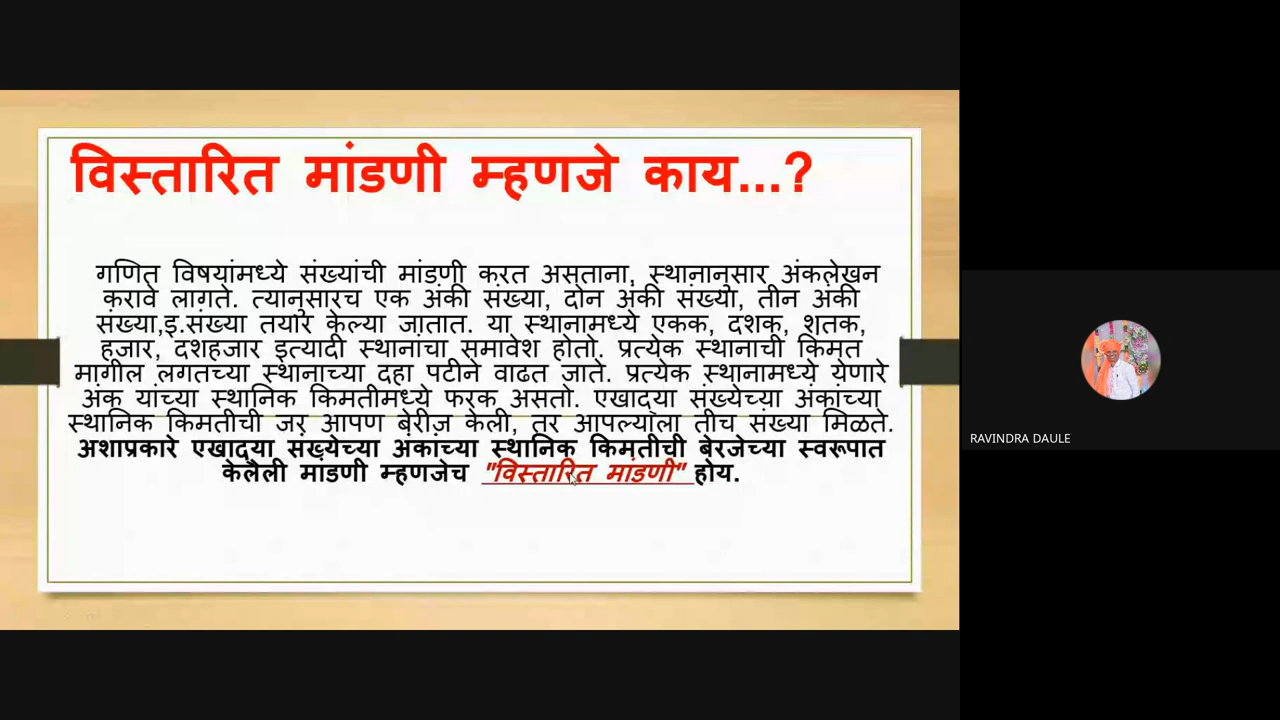 विस्तारित मांडणी म्हणजे काय...?
गणित विषयांमध्ये संख्यांची मांडणी करत असताना, स्थानानुसार अंकलेखन
करावे लागते. त्यानुसारच एक अंकी संख्या, दोन अंकी संख्या, तीन अंकी
संख्या,इ.संख्या तयार केल्या जातात. या स्थानामध्ये एकक, दशक, शतक,
हजार, दशहजार इत्यादी स्थानांचा समावेश होतो. प्रत्येक स्थानाची किंमत
मागील लगतच्या स्थानाच्या दहा पटीने वाढत जाते. प्रत्येक स्थानामध्ये येणारे
अंक यांच्या स्थानिक किमतीमध्ये फरक असतो. एखाद्या संख्येच्या अंकांच्या
स्थानिक किमतीची जर आपण बेरीज केली, तर आपल्याला तीच संख्या मिळते.
अशाप्रकारे एखाद्या संख्येच्या अंकांच्या स्थानिक किमतीची बेरजेच्या स्वरूपात
केलेली मांडणी म्हणजेच "विस्तारित मांडणी" होय.
RAVINDRA DAULE